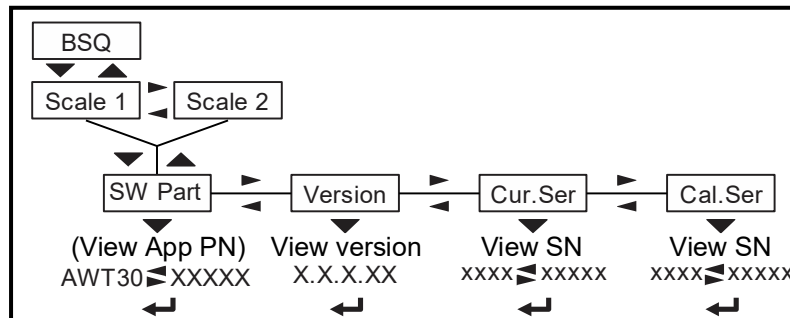 BSQ
Scale 1 Scale 2
SW Part Version Cur.Ser Cal.Ser
(View App PN) View version View SN View SN
AWT30 XXXXX X.X.X.XX xxxx xxxxx xxxx xxxxx